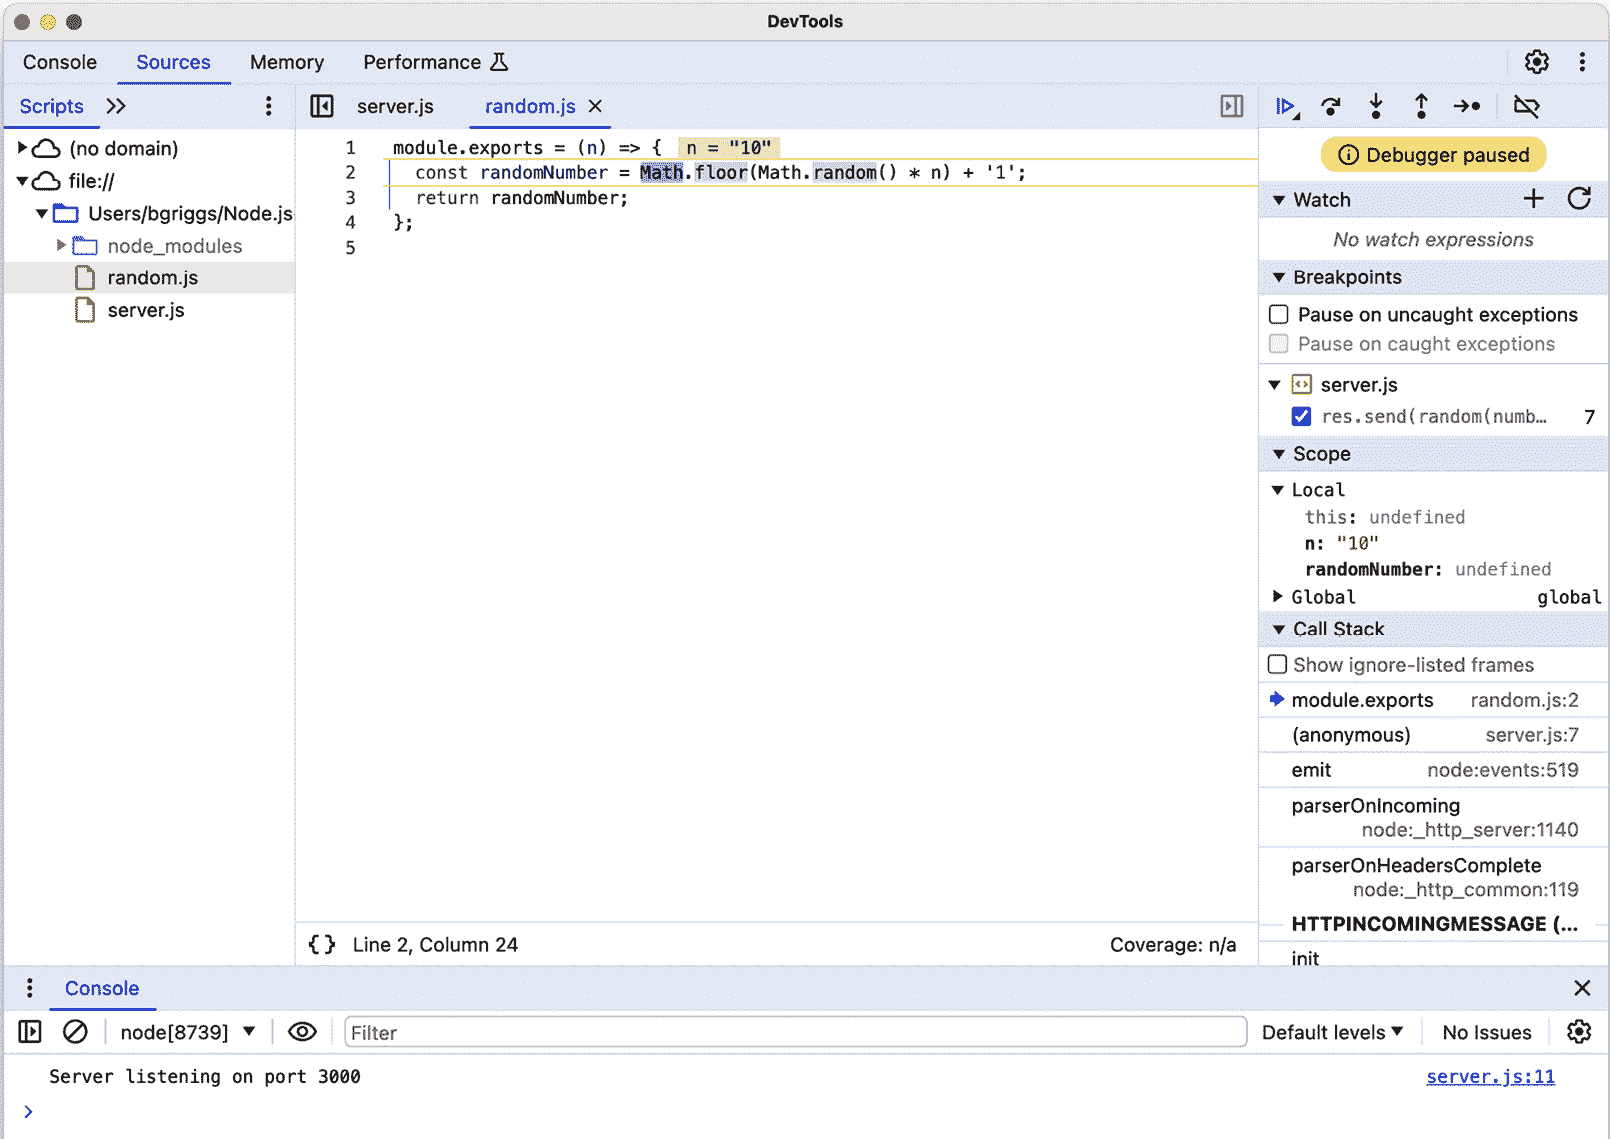 DevTools
Console Sources Memory Performance
Scripts
server.js random.js
(no domain)
file://
Users/bgriggs/Node.js
node_modules
random.js
server.js
1 module.exports = (n) => { n = "10"
2 const randomNumber = Math.floor(Math.random() * n) + '1';
3 return randomNumber;
4 };
5
Line 2, Column 24 Coverage: n/a
Debugger paused
Watch
No watch expressions
Breakpoints
Pause on uncaught exceptions
Pause on caught exceptions
server.js
res.send(random(numb… 7
Scope
Local
this: undefined
n: "10"
randomNumber: undefined
Global global
Call Stack
Show ignore-listed frames
module.exports random.js:2
(anonymous) server.js:7
emit node:events:519
parserOnIncoming
node:_http_server:1140
parserOnHeadersComplete
node:_http_common:119
HTTPINCOMINGMESSAGE (…
init
Console
node[8739] Filter Default levels No Issues
Server listening on port 3000 server.js:11